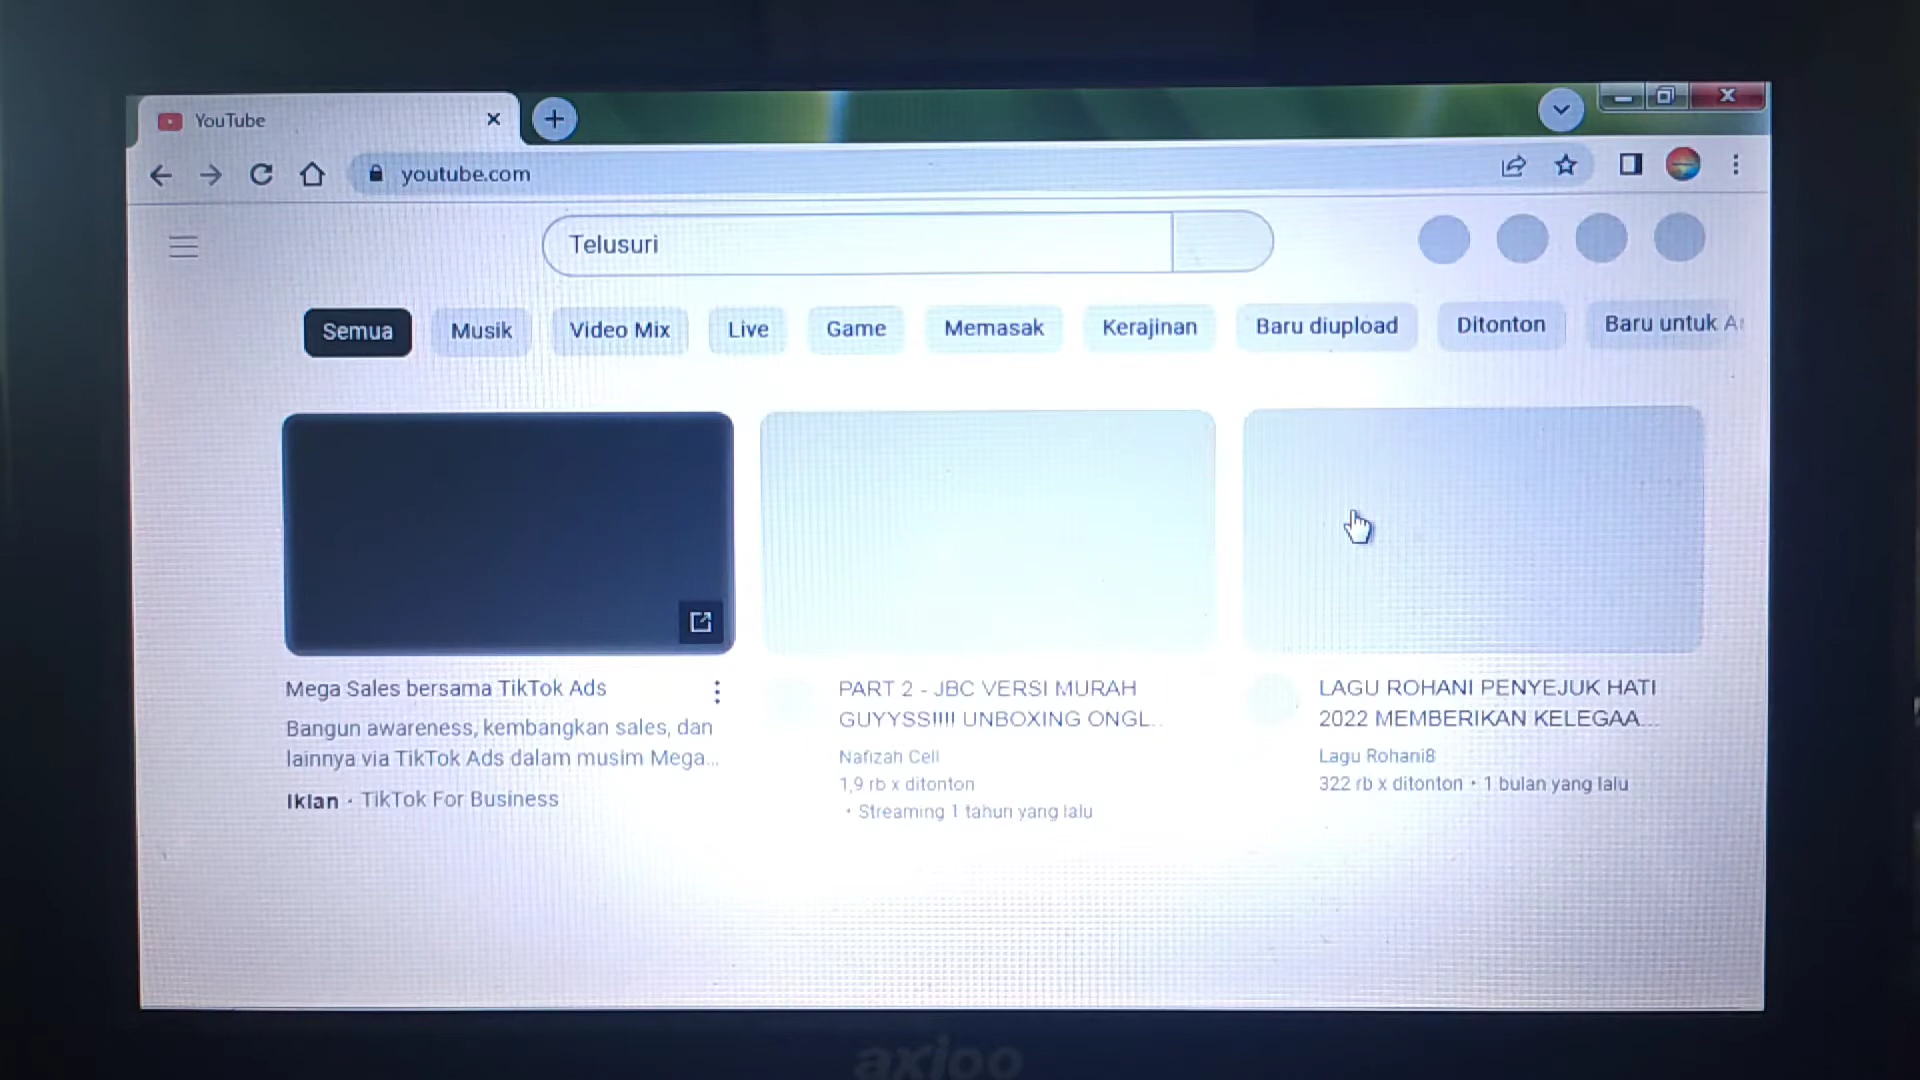 YouTube
youtube.com
Telusuri
Semua
Musik
Video Mix
Live
Game
Memasak
Kerajinan
Baru diupload
Ditonton
Baru untuk
Mega Sales bersama TikTok Ads
Bangun awareness, kembangkan sales, dan
lainnya via TikTok Ads dalam musim Mega...
Iklan · TikTok For Business
PART 2 - JBC VERSI MURAH
GUYYSS!!!! UNBOXING ONGL...
Nafizah Cell
1,9 rb x ditonton
• Streaming 1 tahun yang lalu
LAGU ROHANI PENYEJUK HATI
2022 MEMBERIKAN KELEGAA...
Lagu Rohani8
322 rb x ditonton • 1 bulan yang lalu
axioo